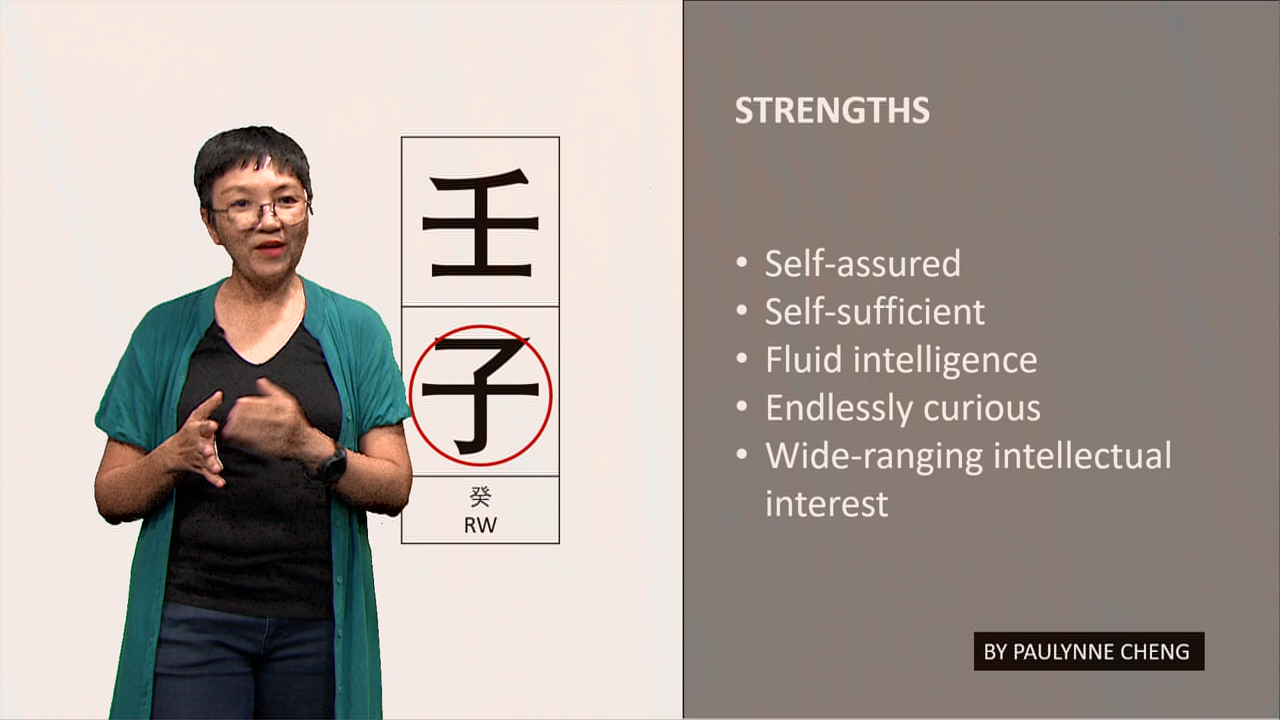 壬
子
癸
RW
STRENGTHS
• Self-assured
• Self-sufficient
• Fluid intelligence
• Endlessly curious
• Wide-ranging intellectual
interest
BY PAULYNNE CHENG